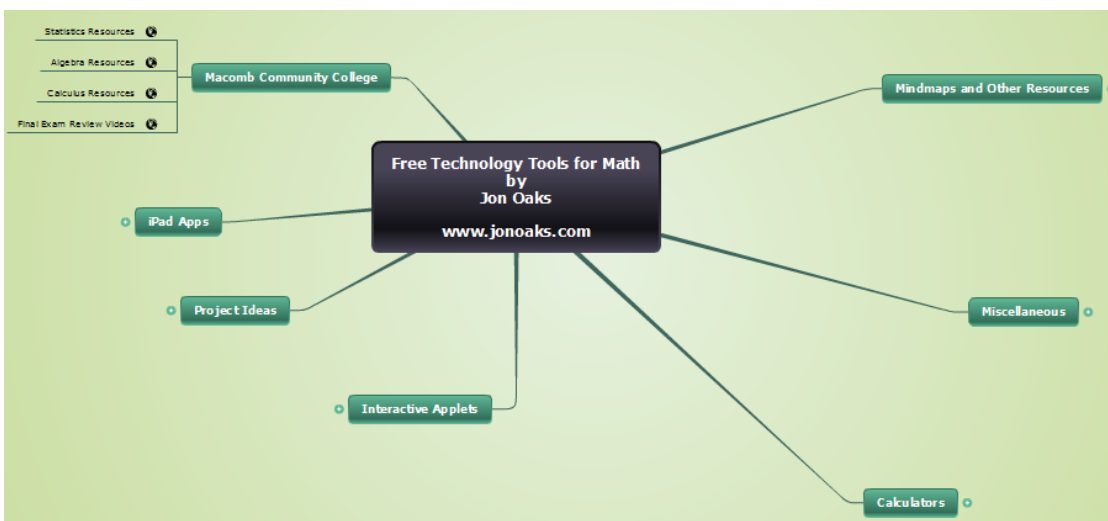 Statistics Resources
Algebra Resources
Calculus Resources
Final Exam Review Videos
Macomb Community College
Mindmaps and Other Resources
Free Technology Tools for Math
by
Jon Oaks
www.jonoaks.com
iPad Apps
Project Ideas
Miscellaneous
Interactive Applets
Calculators